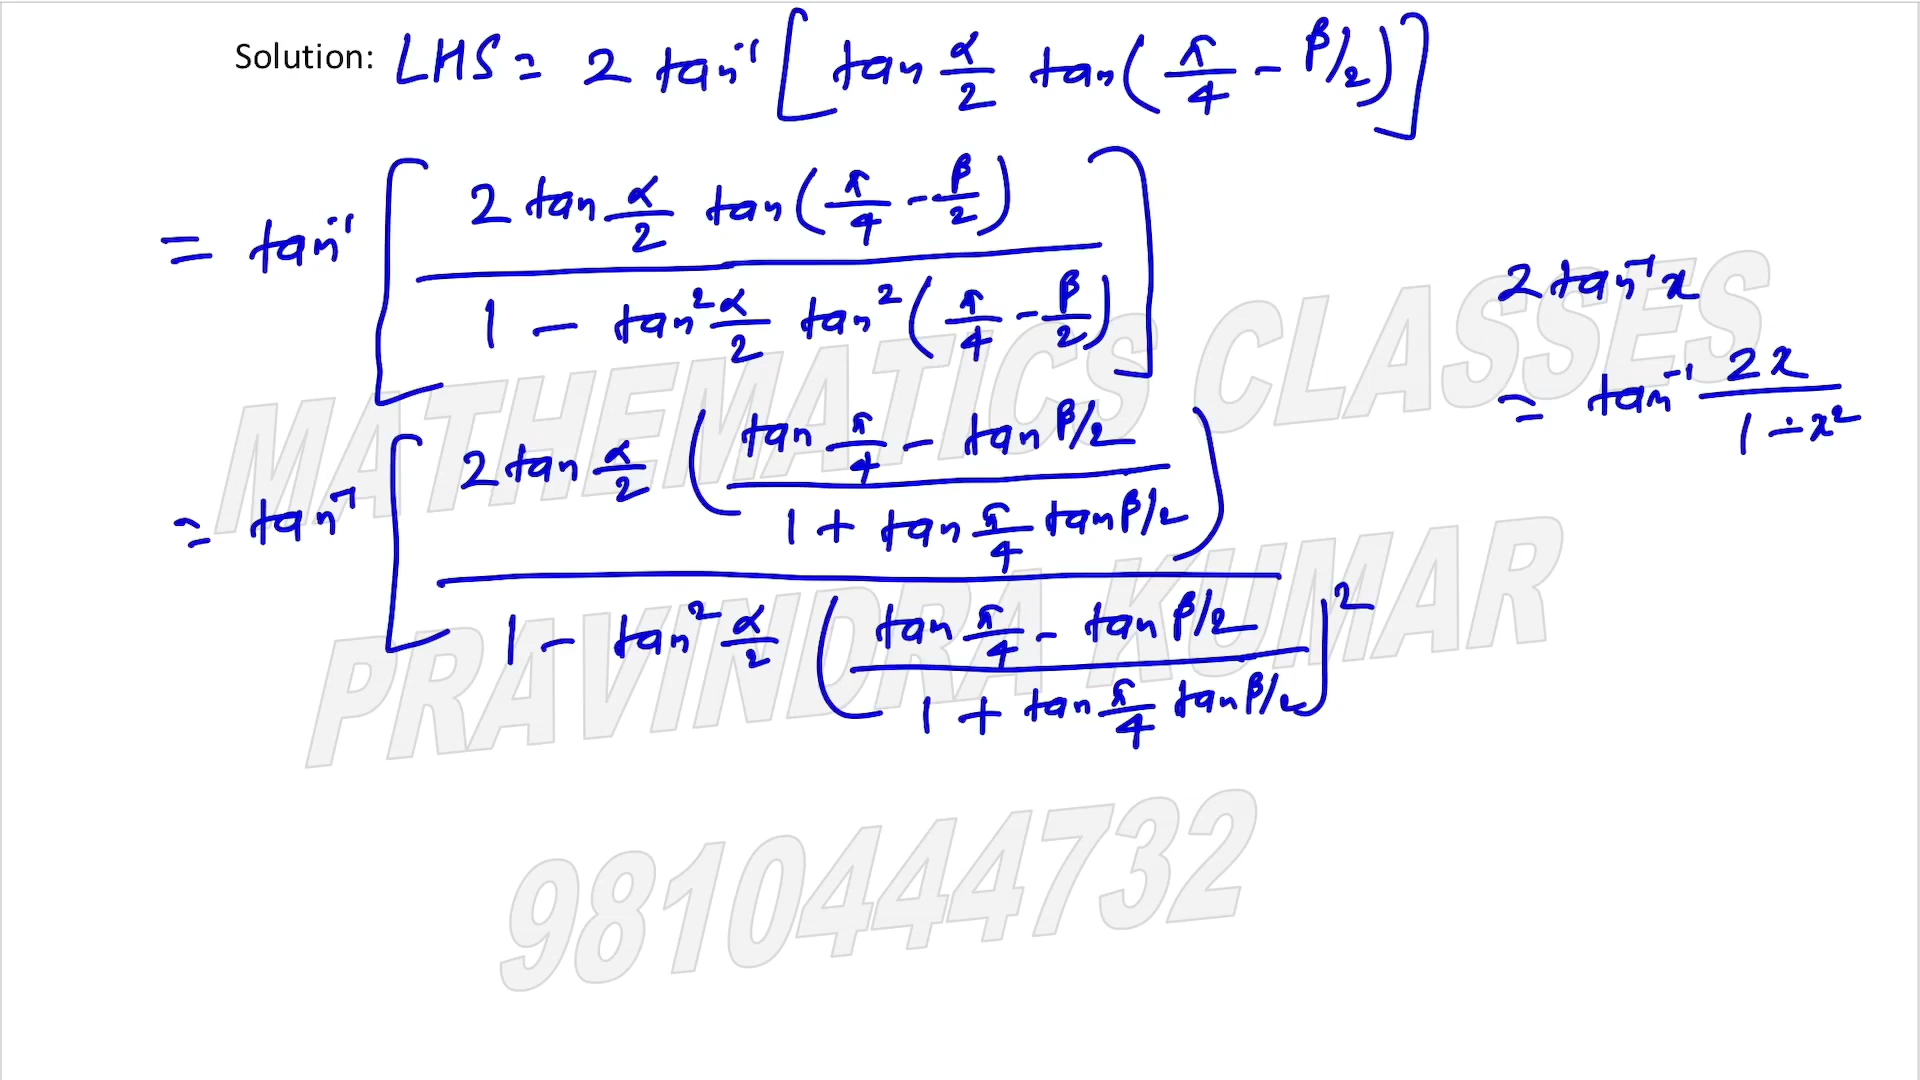 Solution: LHS = 2 tan⁻¹ [ tan α/2 tan( π/4 - β/2 ) ]
= tan⁻¹ [ 2 tan α/2 tan( π/4 - β/2 ) / 1 - tan² α/2 tan² ( π/4 - β/2 ) ]
2 tan⁻¹ x
= tan⁻¹ 2x / 1 - x²
= tan⁻¹ [ 2 tan α/2 ( tan π/4 - tan β/2 / 1 + tan π/4 tan β/2 ) / 1 - tan² α/2 ( tan π/4 - tan β/2 / 1 + tan π/4 tan β/2 )²
MATHEMATICS CLASSES
PRAVINDRA KUMAR
9810444732